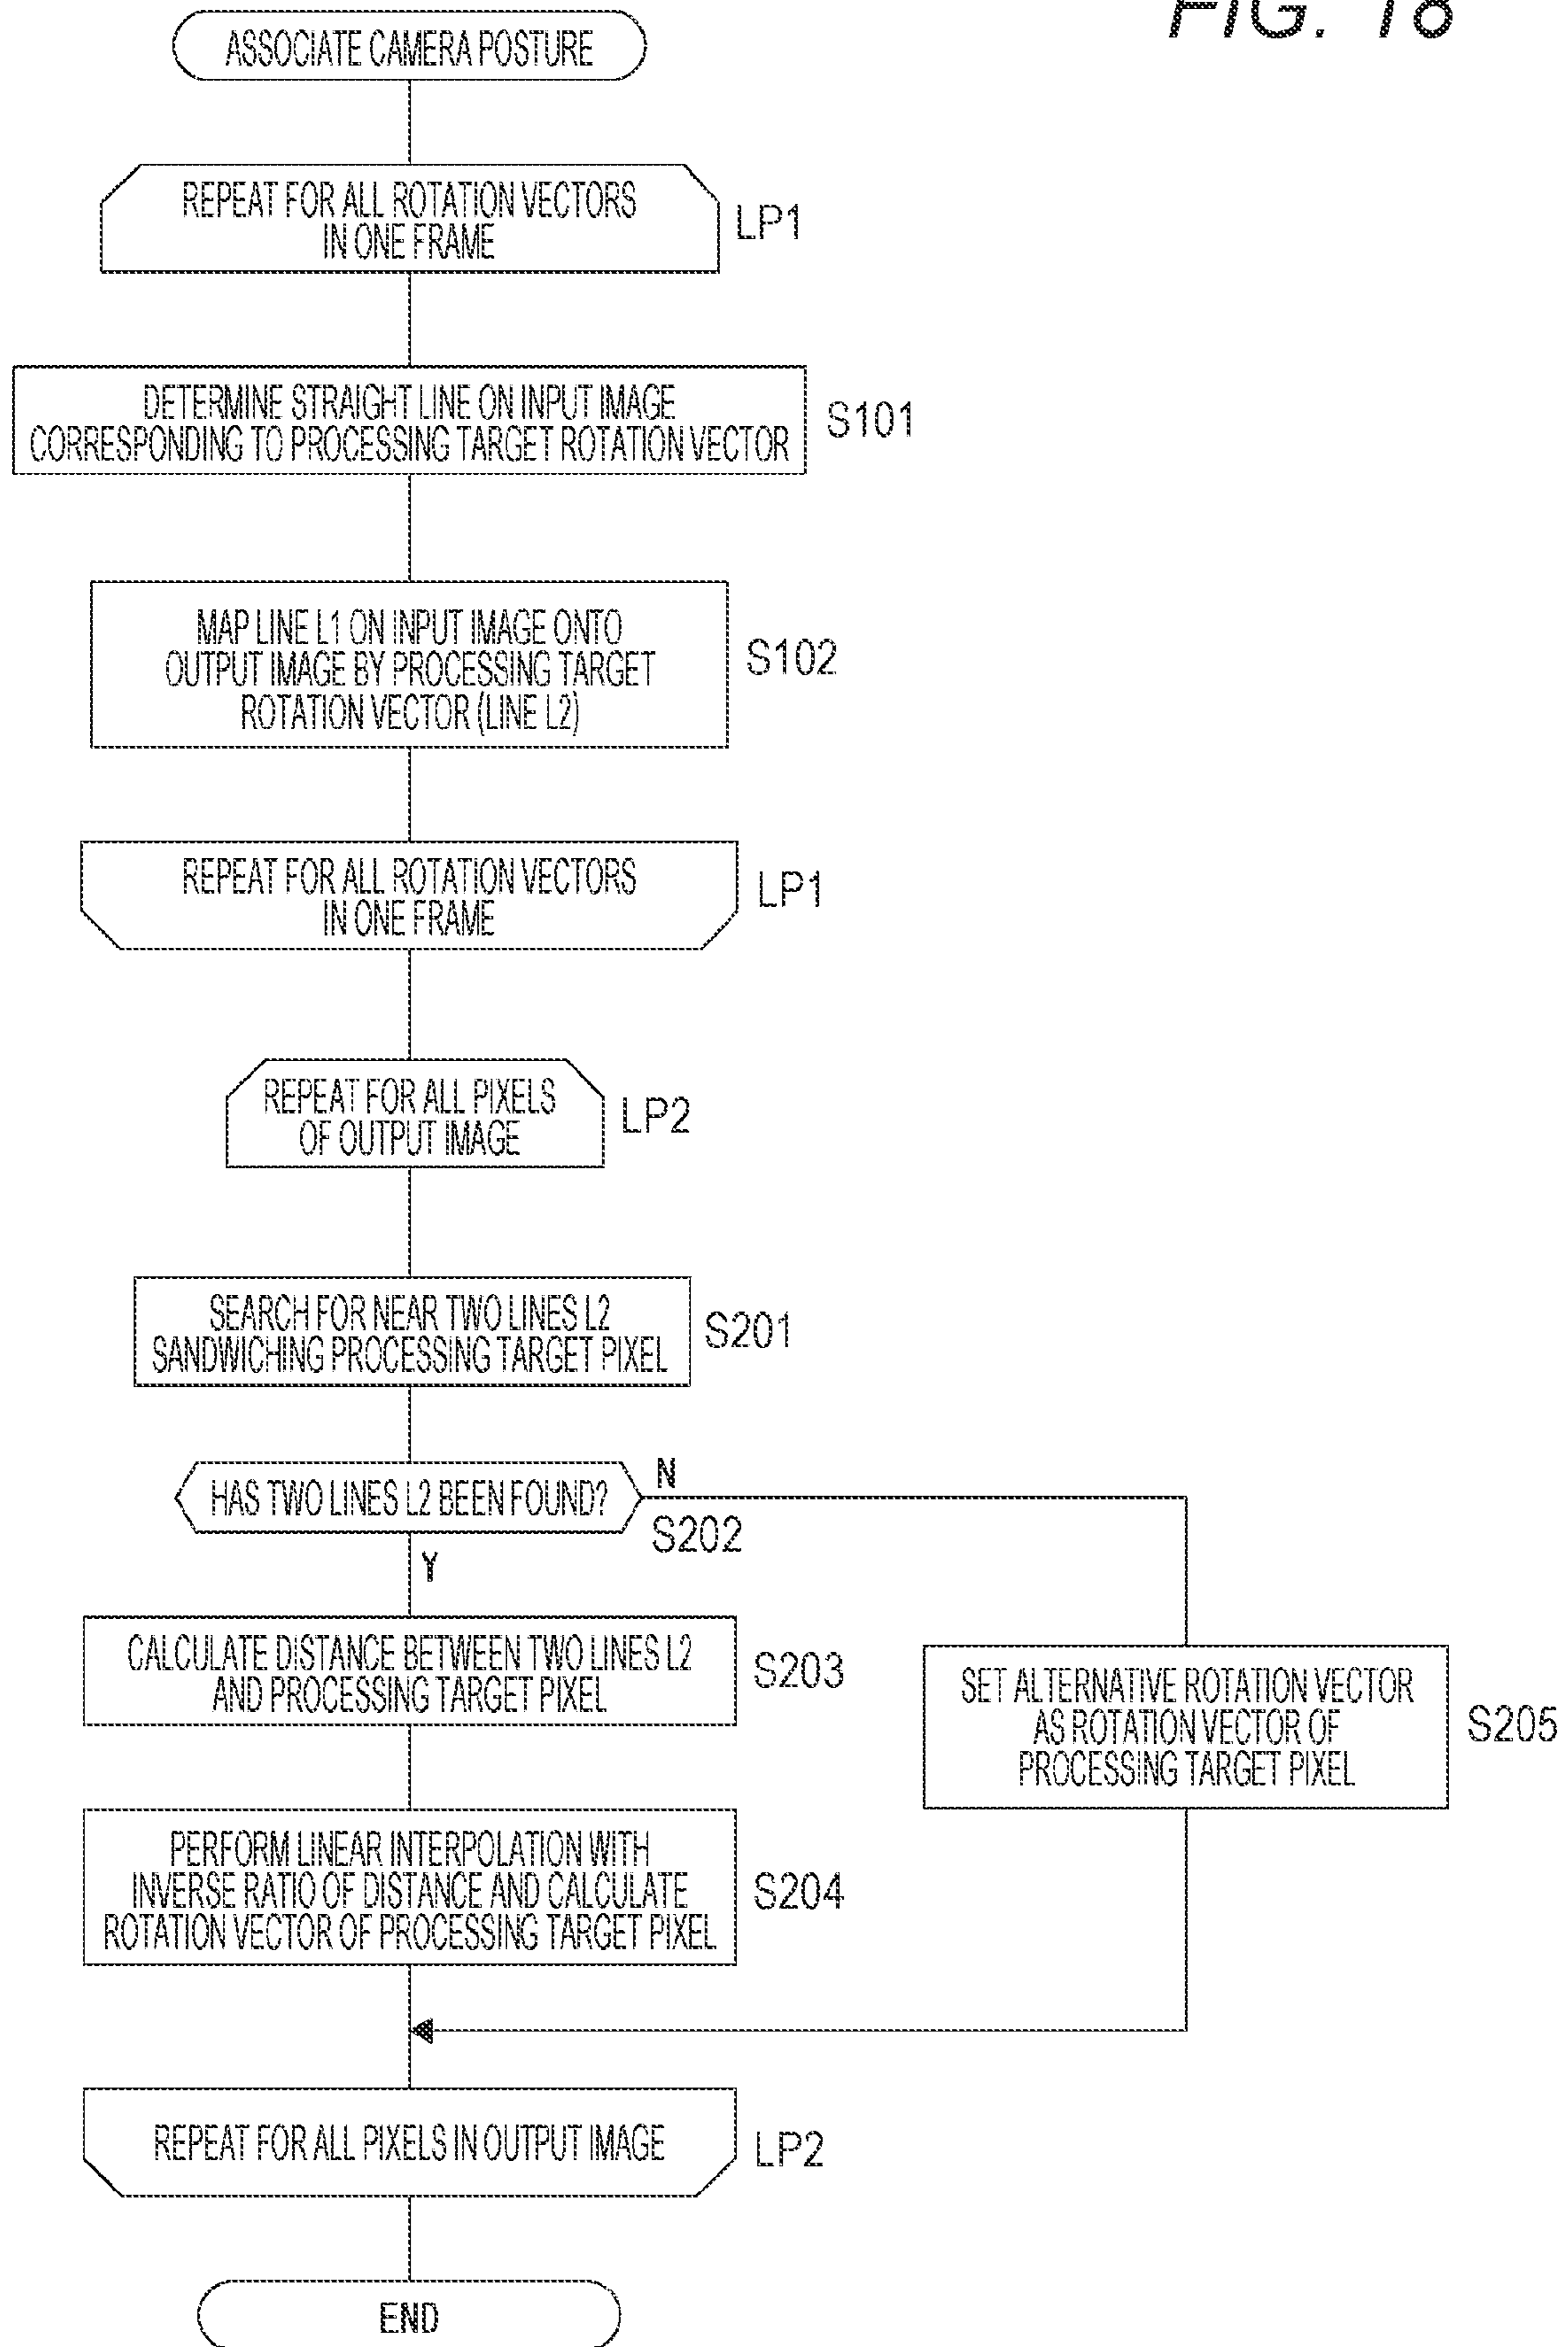 FIG. 18
ASSOCIATE CAMERA POSTURE
REPEAT FOR ALL ROTATION VECTORS
IN ONE FRAME
LP1
DETERMINE STRAIGHT LINE ON INPUT IMAGE
CORRESPONDING TO PROCESSING TARGET ROTATION VECTOR
S101
MAP LINE L1 ON INPUT IMAGE ONTO
OUTPUT IMAGE BY PROCESSING TARGET
ROTATION VECTOR (LINE L2)
S102
REPEAT FOR ALL ROTATION VECTORS
IN ONE FRAME
LP1
REPEAT FOR ALL PIXELS
OF OUTPUT IMAGE
LP2
SEARCH FOR NEAR TWO LINES L2
SANDWICHING PROCESSING TARGET PIXEL
S201
HAS TWO LINES L2 BEEN FOUND?
N
S202
Y
CALCULATE DISTANCE BETWEEN TWO LINES L2
AND PROCESSING TARGET PIXEL
S203
SET ALTERNATIVE ROTATION VECTOR
AS ROTATION VECTOR OF
PROCESSING TARGET PIXEL
S205
PERFORM LINEAR INTERPOLATION WITH
INVERSE RATIO OF DISTANCE AND CALCULATE
ROTATION VECTOR OF PROCESSING TARGET PIXEL
S204
REPEAT FOR ALL PIXELS IN OUTPUT IMAGE
LP2
END